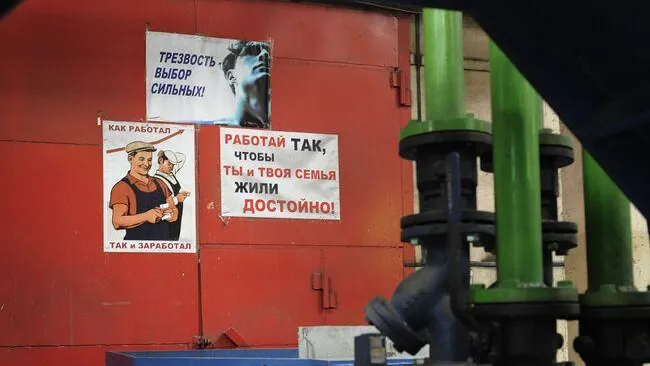 ТРЕЗВОСТЬ
ВЫБОР
СИЛЬНЫХ!
КАК РАБОТАЛ
ТАК и ЗАРАБОТАЛ
РАБОТАЙ ТАК,
ЧТОБЫ
ТЫ и ТВОЯ СЕМЬЯ
ЖИЛИ
ДОСТОЙНО!